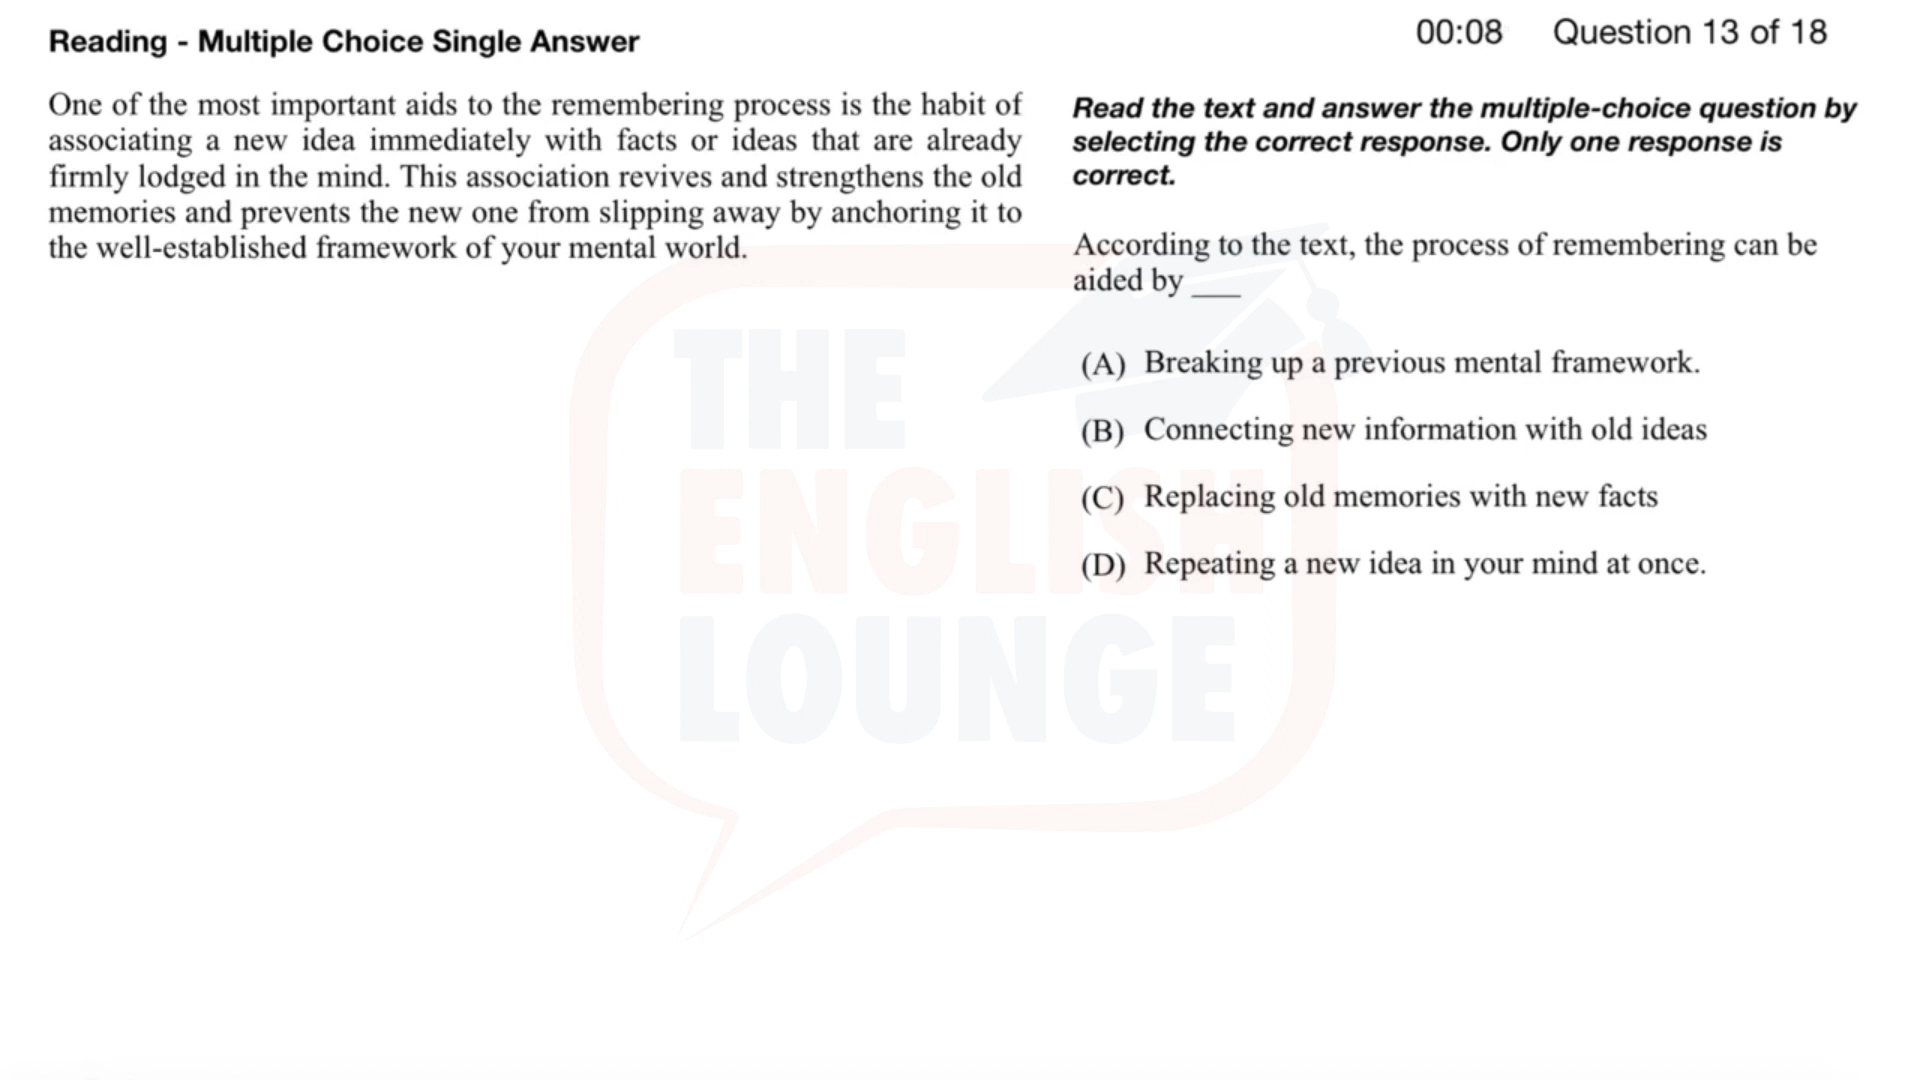 Reading - Multiple Choice Single Answer
00:08 Question 13 of 18
One of the most important aids to the remembering process is the habit of
associating a new idea immediately with facts or ideas that are already
firmly lodged in the mind. This association revives and strengthens the old
memories and prevents the new one from slipping away by anchoring it to
the well-established framework of your mental world.
Read the text and answer the multiple-choice question by
selecting the correct response. Only one response is
correct.
According to the text, the process of remembering can be
aided by ___
(A) Breaking up a previous mental framework.
(B) Connecting new information with old ideas
(C) Replacing old memories with new facts
(D) Repeating a new idea in your mind at once.
THE
ENGLISH
LOUNGE